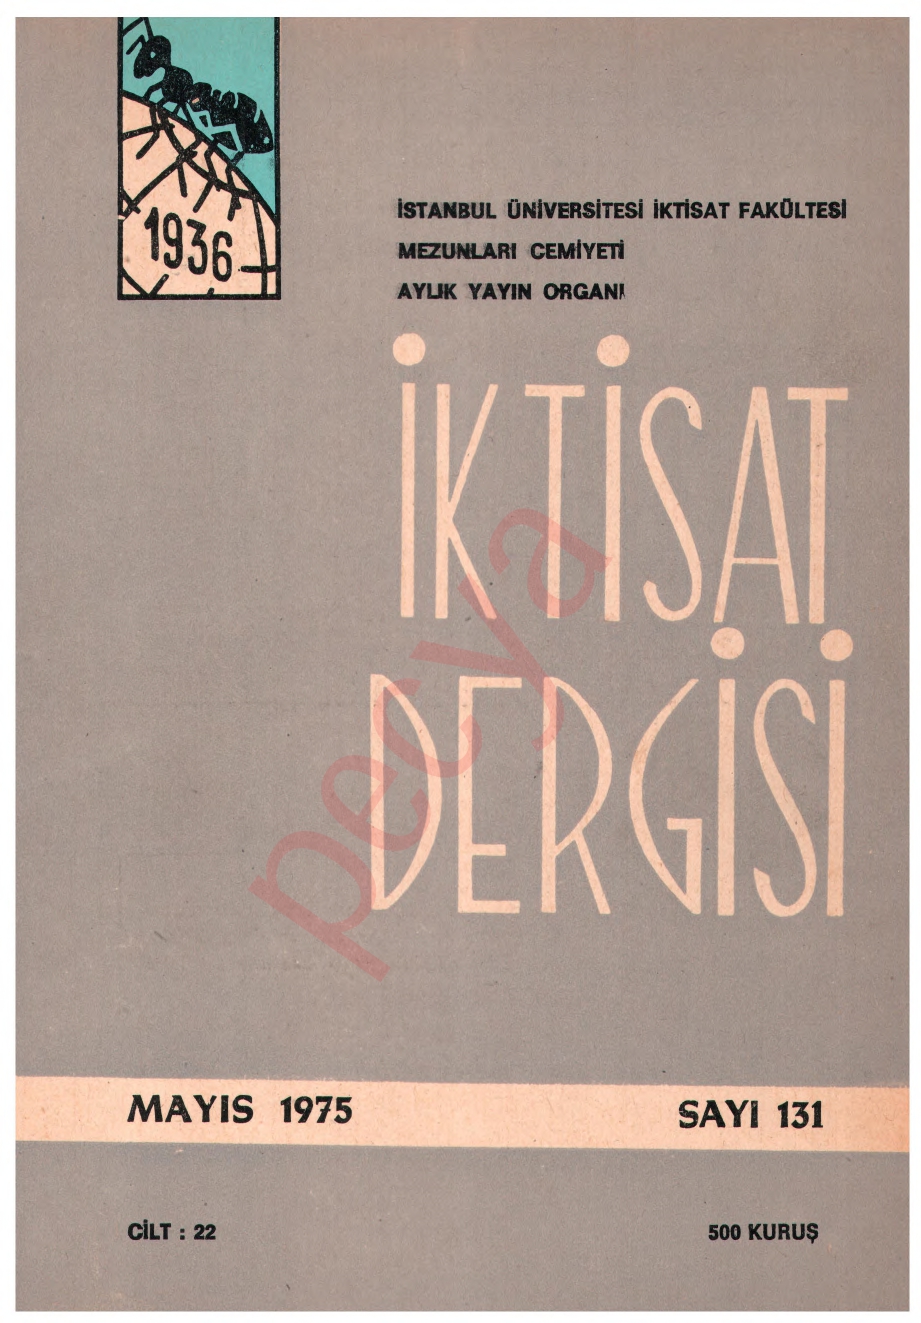 1936
İSTANBUL ÜNİVERSİTESİ İKTİSAT FAKÜLTESİ
MEZUNLARI CEMİYETİ
AYLIK YAYIN ORGANI
İKTİSAT
DERGİSİ
pecya
MAYIS 1975
SAYI 131
CİLT : 22
500 KURUŞ